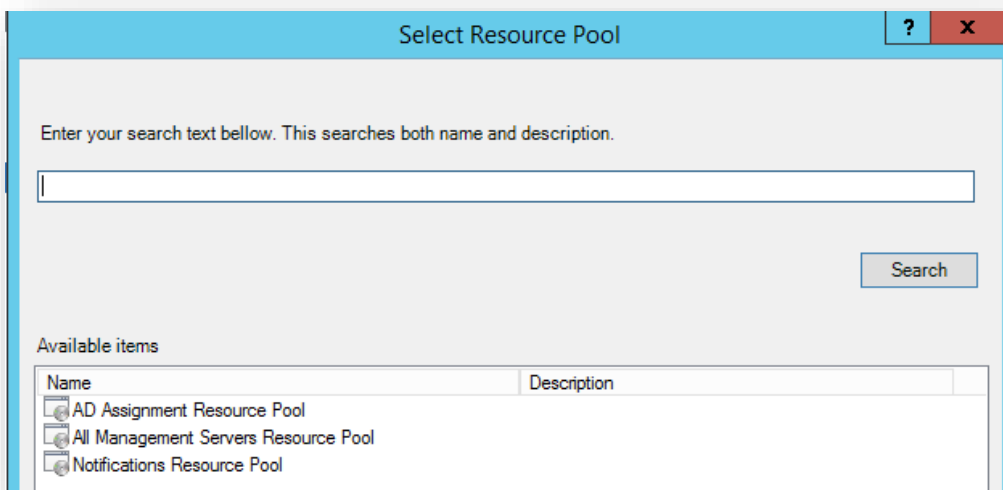 Select Resource Pool
? x
Enter your search text bellow. This searches both name and description.
Search
Available items
Name Description
AD Assignment Resource Pool
All Management Servers Resource Pool
Notifications Resource Pool